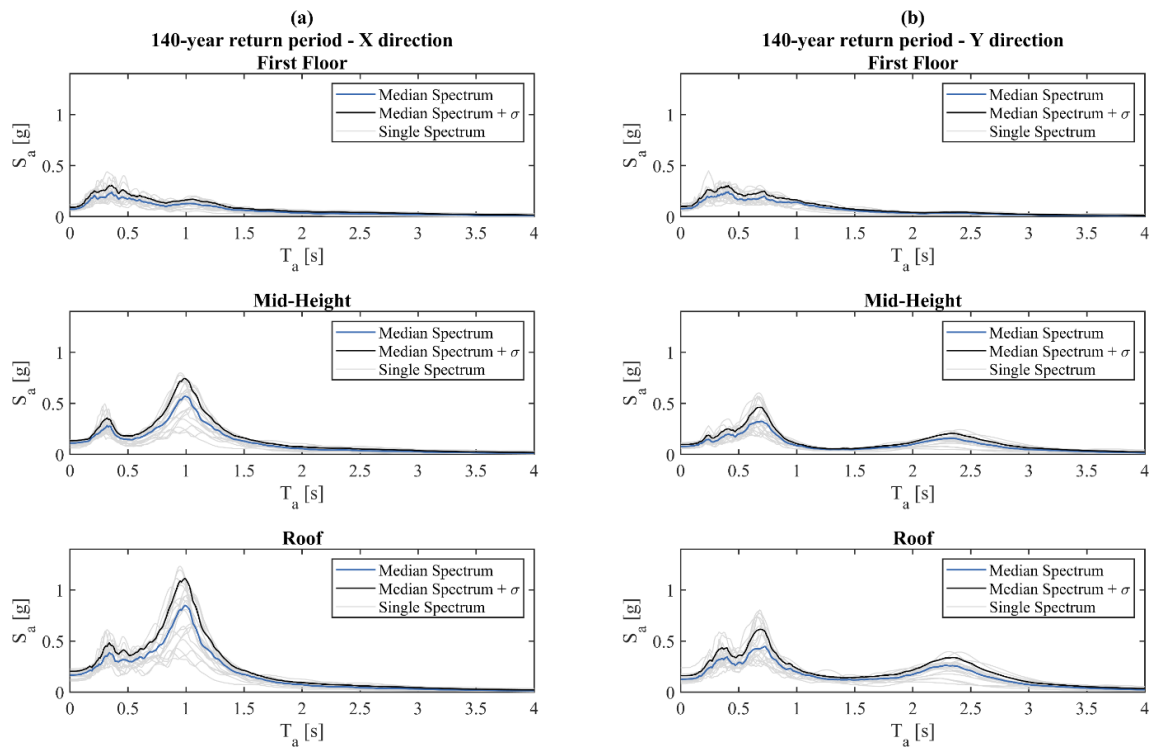 (a)
140-year return period - X direction
First Floor
Median Spectrum
Median Spectrum + σ
Single Spectrum
S_a [g]
1
0.5
0
0 0.5 1 1.5 2 2.5 3 3.5 4
T_a [s]
Mid-Height
Median Spectrum
Median Spectrum + σ
Single Spectrum
S_a [g]
1
0.5
0
0 0.5 1 1.5 2 2.5 3 3.5 4
T_a [s]
Roof
Median Spectrum
Median Spectrum + σ
Single Spectrum
S_a [g]
1
0.5
0
0 0.5 1 1.5 2 2.5 3 3.5 4
T_a [s]
(b)
140-year return period - Y direction
First Floor
Median Spectrum
Median Spectrum + σ
Single Spectrum
S_a [g]
1
0.5
0
0 0.5 1 1.5 2 2.5 3 3.5 4
T_a [s]
Mid-Height
Median Spectrum
Median Spectrum + σ
Single Spectrum
S_a [g]
1
0.5
0
0 0.5 1 1.5 2 2.5 3 3.5 4
T_a [s]
Roof
Median Spectrum
Median Spectrum + σ
Single Spectrum
S_a [g]
1
0.5
0
0 0.5 1 1.5 2 2.5 3 3.5 4
T_a [s]